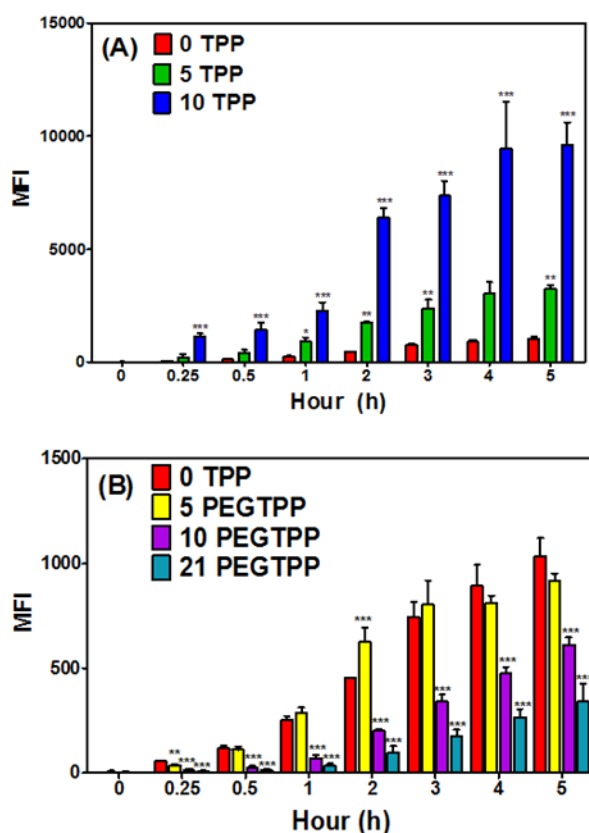 15000
(A)
0 TPP
5 TPP
10 TPP
10000
MFI
5000
0
*** *** * *** ** *** ** *** *** ** ***
0 0.25 0.5 1 2 3 4 5
Hour (h)
1500
(B)
0 TPP
5 PEGTPP
10 PEGTPP
21 PEGTPP
1000
MFI
500
0
** *** *** *** *** *** *** *** *** *** *** *** *** *** *** *** ***
0 0.25 0.5 1 2 3 4 5
Hour (h)